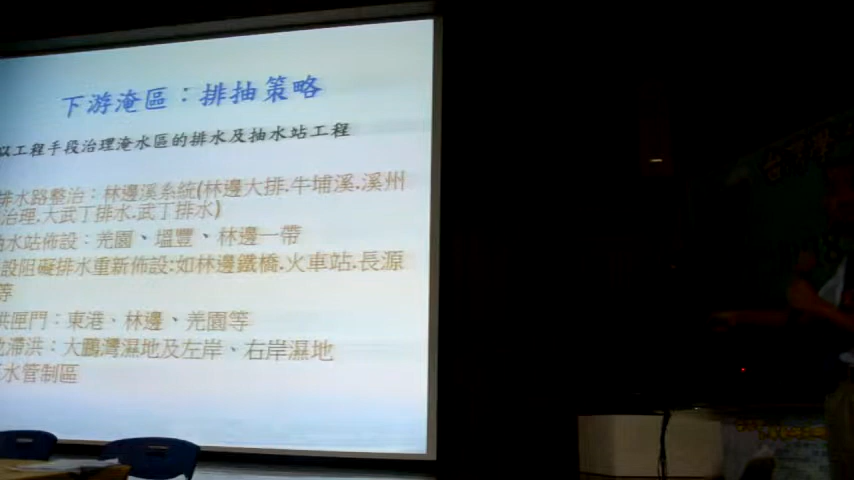 下游淹區：排抽策略
以工程手段治理淹水區的排水及抽水站工程
排水路整治：林邊溪系統(林邊大排.牛埔溪.溪州
治理.大武丁排水.武丁排水)
水站佈設：羌園、塭豐、林邊一帶
設阻礙排水重新佈設:如林邊鐵橋.火車站.長源
等
洪匣門：東港、林邊、羌園等
滯洪：大鵬灣濕地及左岸、右岸濕地
水管制區